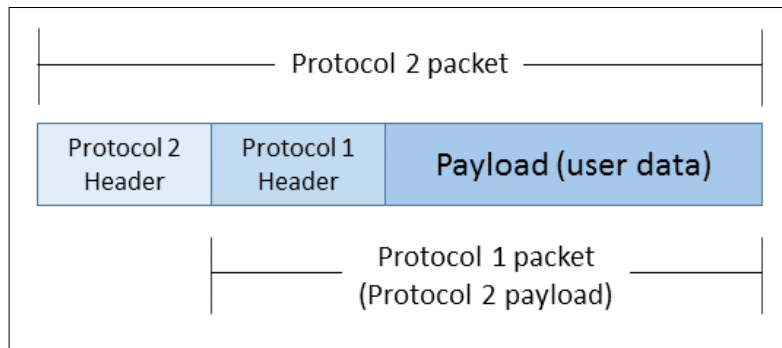 Protocol 2 packet
Protocol 2
Header
Protocol 1
Header
Payload (user data)
Protocol 1 packet
(Protocol 2 payload)